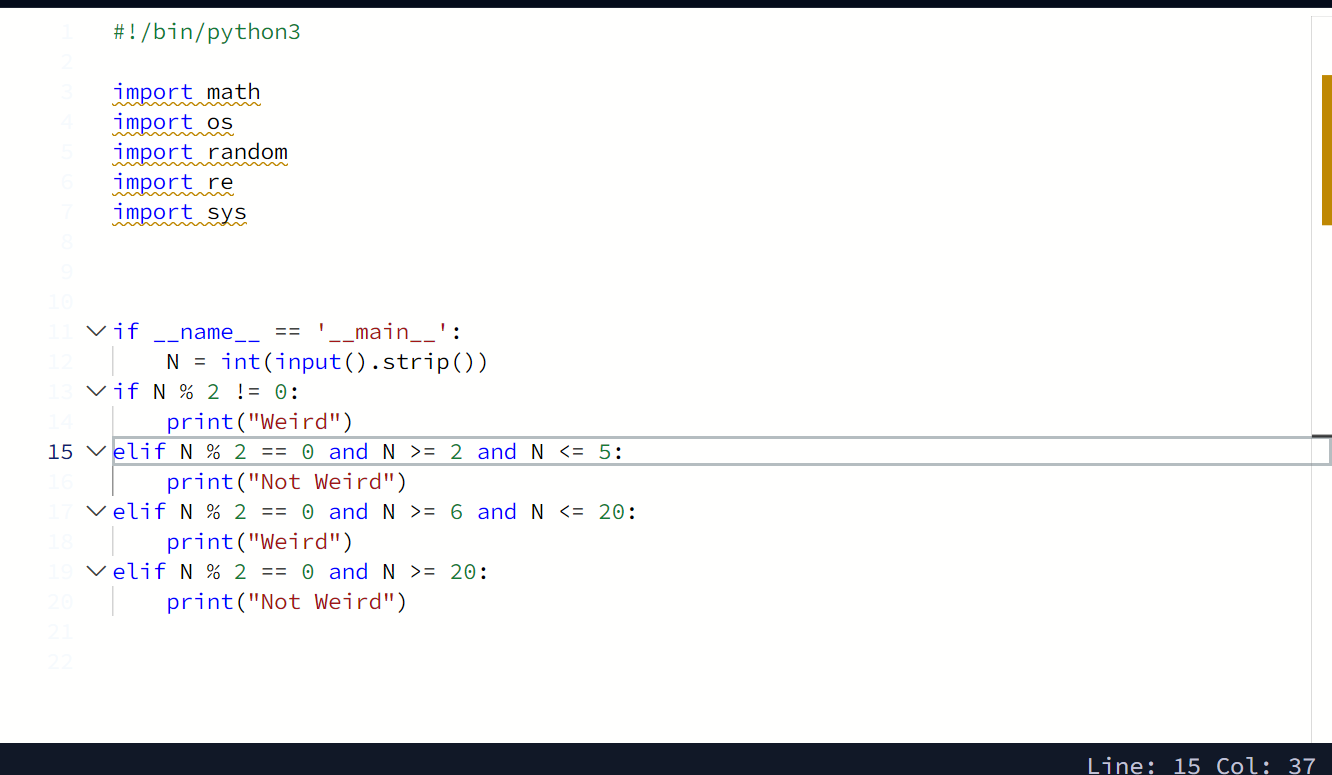 1 #!/bin/python3
2
3 import math
4 import os
5 import random
6 import re
7 import sys
8
9
10
11 if __name__ == '__main__':
12     N = int(input().strip())
13 if N % 2 != 0:
14     print("Weird")
15 elif N % 2 == 0 and N >= 2 and N <= 5:
16     print("Not Weird")
17 elif N % 2 == 0 and N >= 6 and N <= 20:
18     print("Weird")
19 elif N % 2 == 0 and N >= 20:
20     print("Not Weird")
21
22
Line: 15 Col: 37